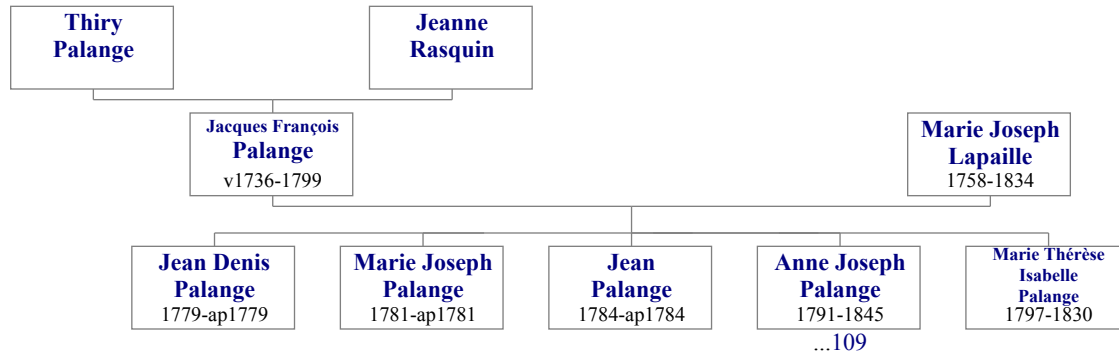 Thiry
Palange
Jeanne
Rasquin
Jacques François
Palange
v1736-1799
Marie Joseph
Lapaille
1758-1834
Jean Denis
Palange
1779-ap1779
Marie Joseph
Palange
1781-ap1781
Jean
Palange
1784-ap1784
Anne Joseph
Palange
1791-1845
...109
Marie Thérèse
Isabelle
Palange
1797-1830